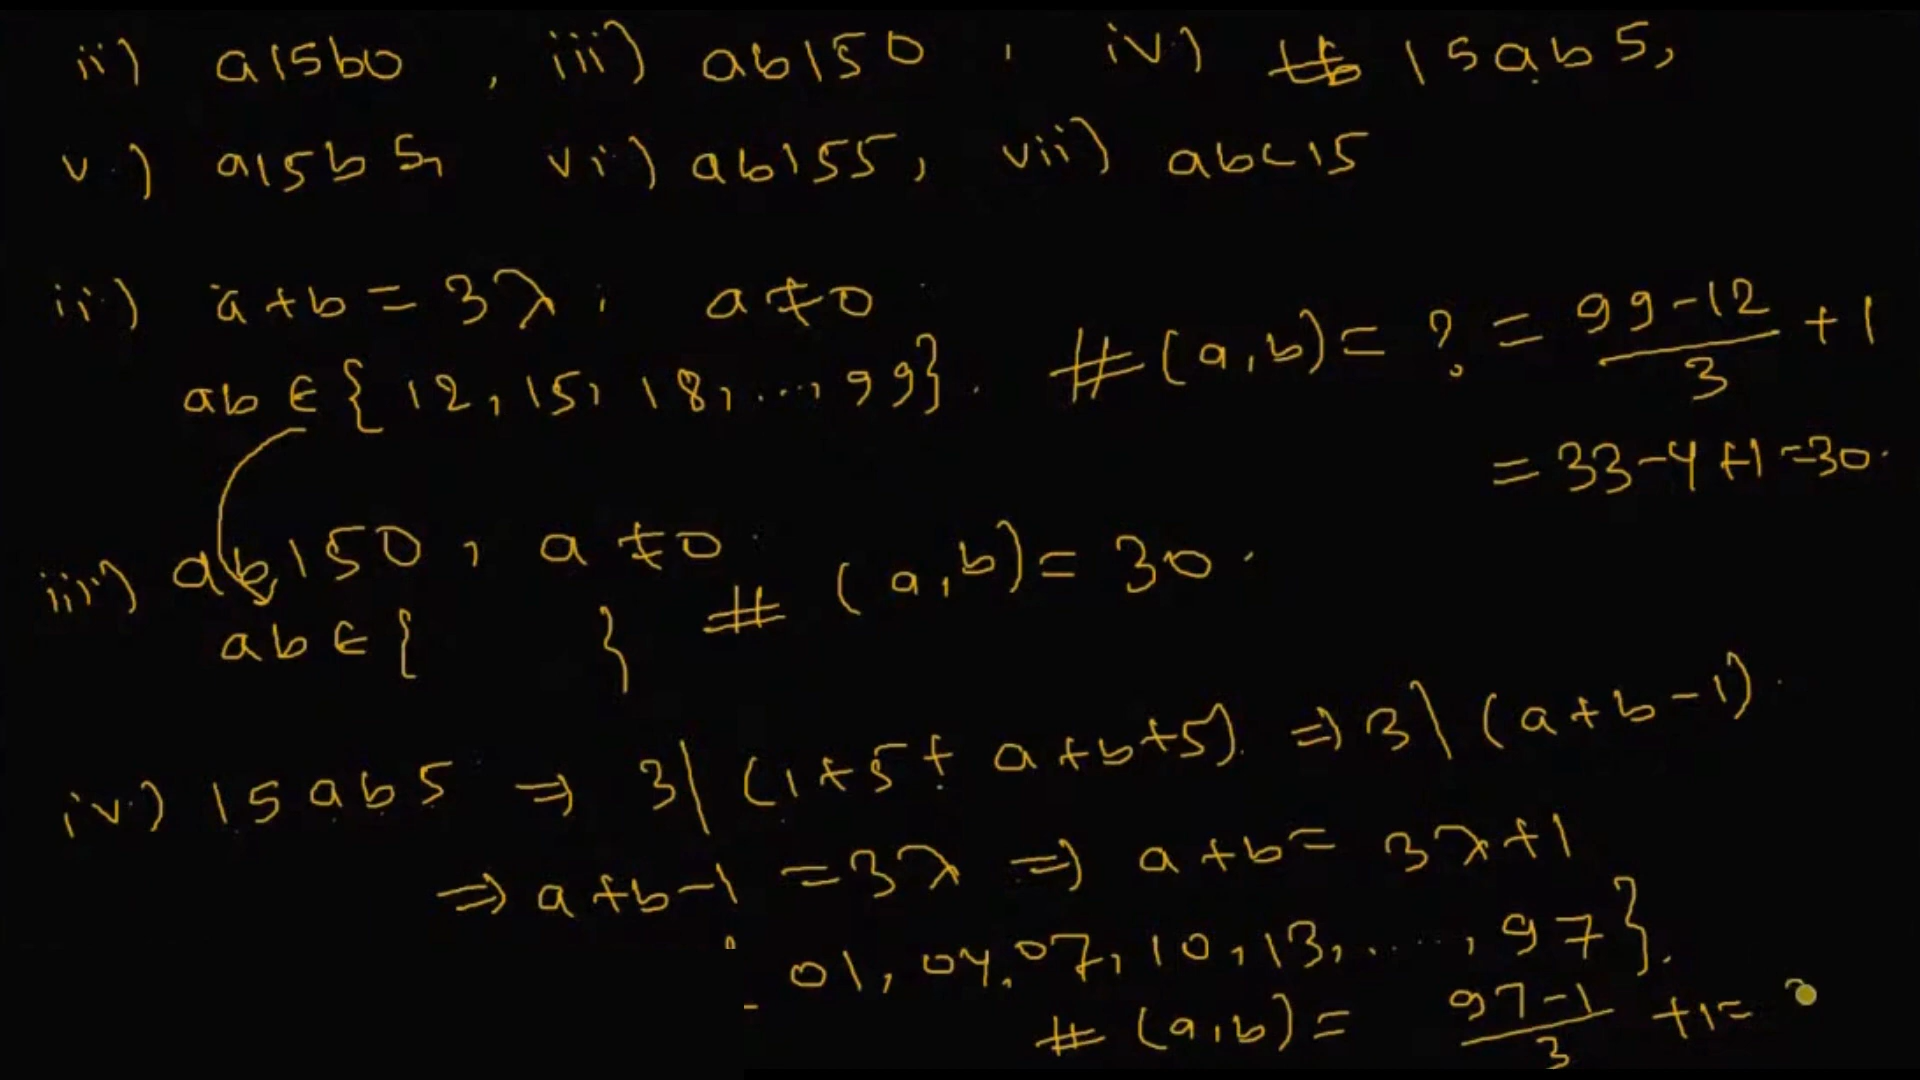 ii) a15b0, iii) ab150, iv) 15ab5,
v) a15b5, vi) ab155, vii) abc15
ii) a+b=3λ, a≠0.
ab∈{12,15,18,...,99}. #(a,b)=?=(99-12)/3+1
=33-4+1=30.
iii) ab150, a≠0. #(a,b)=30.
ab∈{ }
iv) 15ab5 ⇒ 3|(1+5+a+b+5). ⇒ 3|(a+b-1).
⇒ a+b-1=3λ ⇒ a+b=3λ+1
01,04,07,10,13,...,97}.
#(a,b)=(97-1)/3+1=